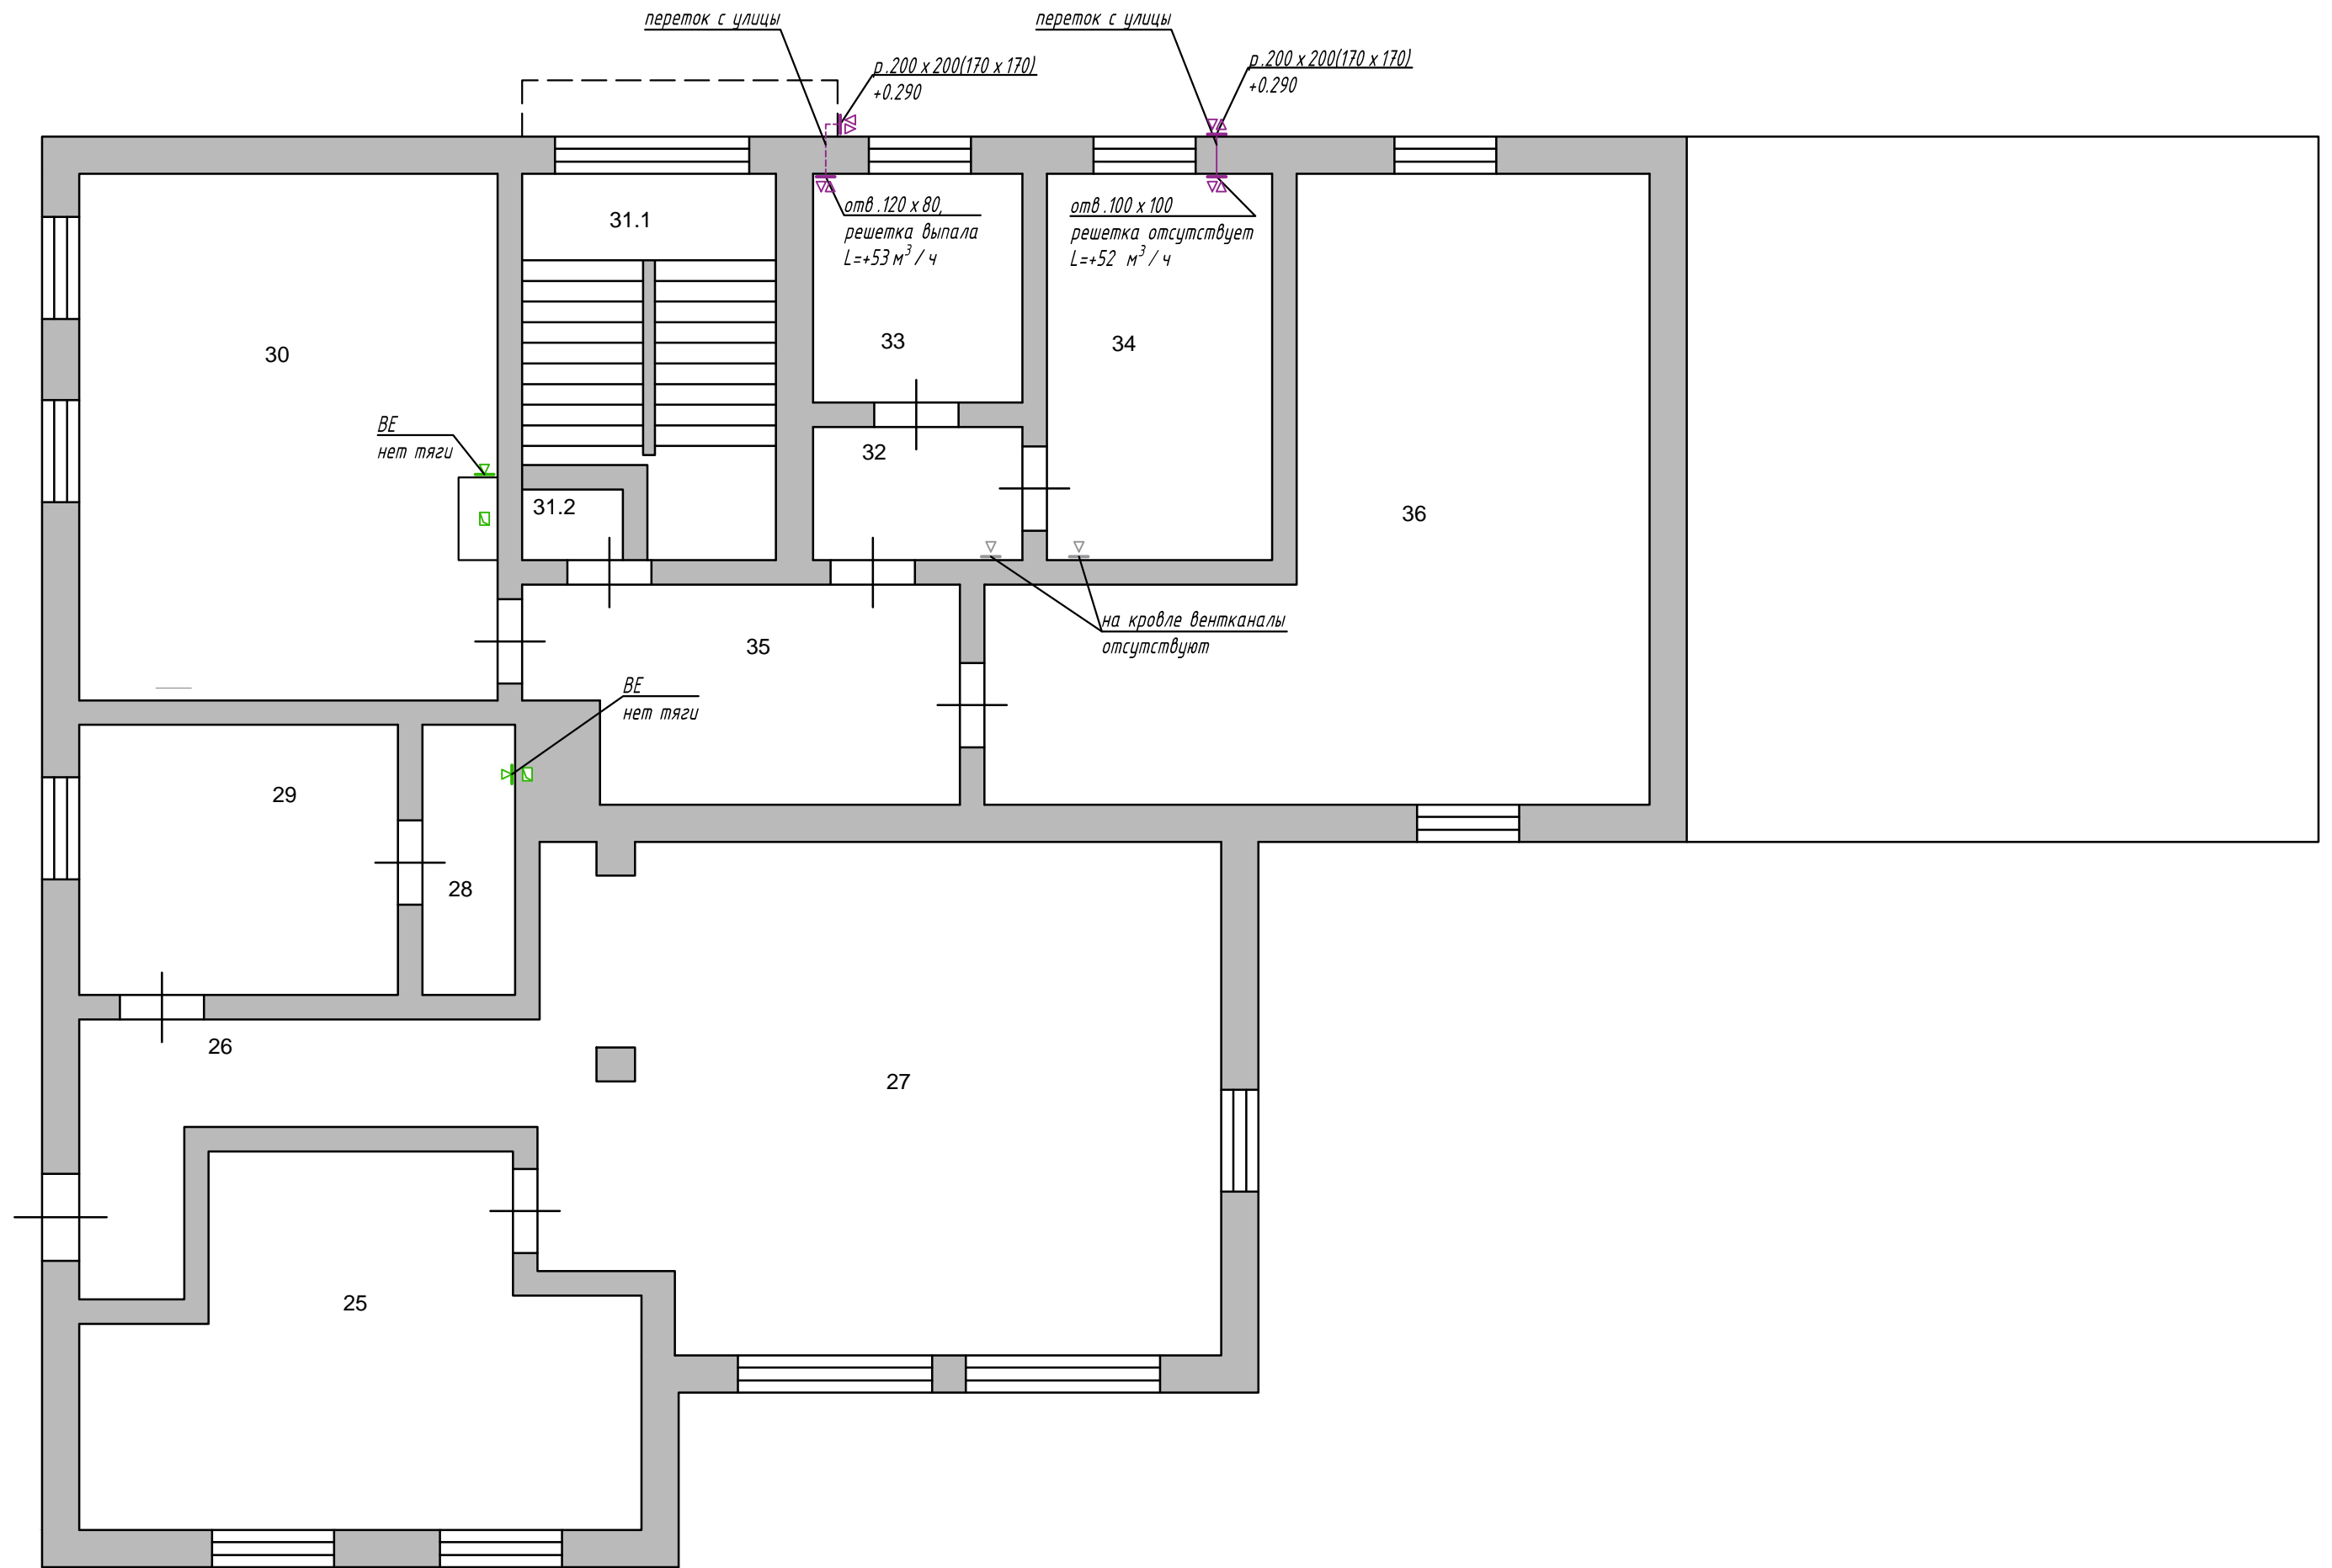 переток с улицы
р.200 х 200(170 х 170)
+0.290
переток с улицы
р.200 х 200(170 х 170)
+0.290
31.1
отв.120 х 80,
решетка выпала
L=+53 м³/ч
отв.100 х 100
решетка отсутствует
L=+52 м³/ч
30
33
34
ВЕ
нет тяги
32
31.2
36
на кровле вентканалы
отсутствуют
35
ВЕ
нет тяги
29
28
26
27
25